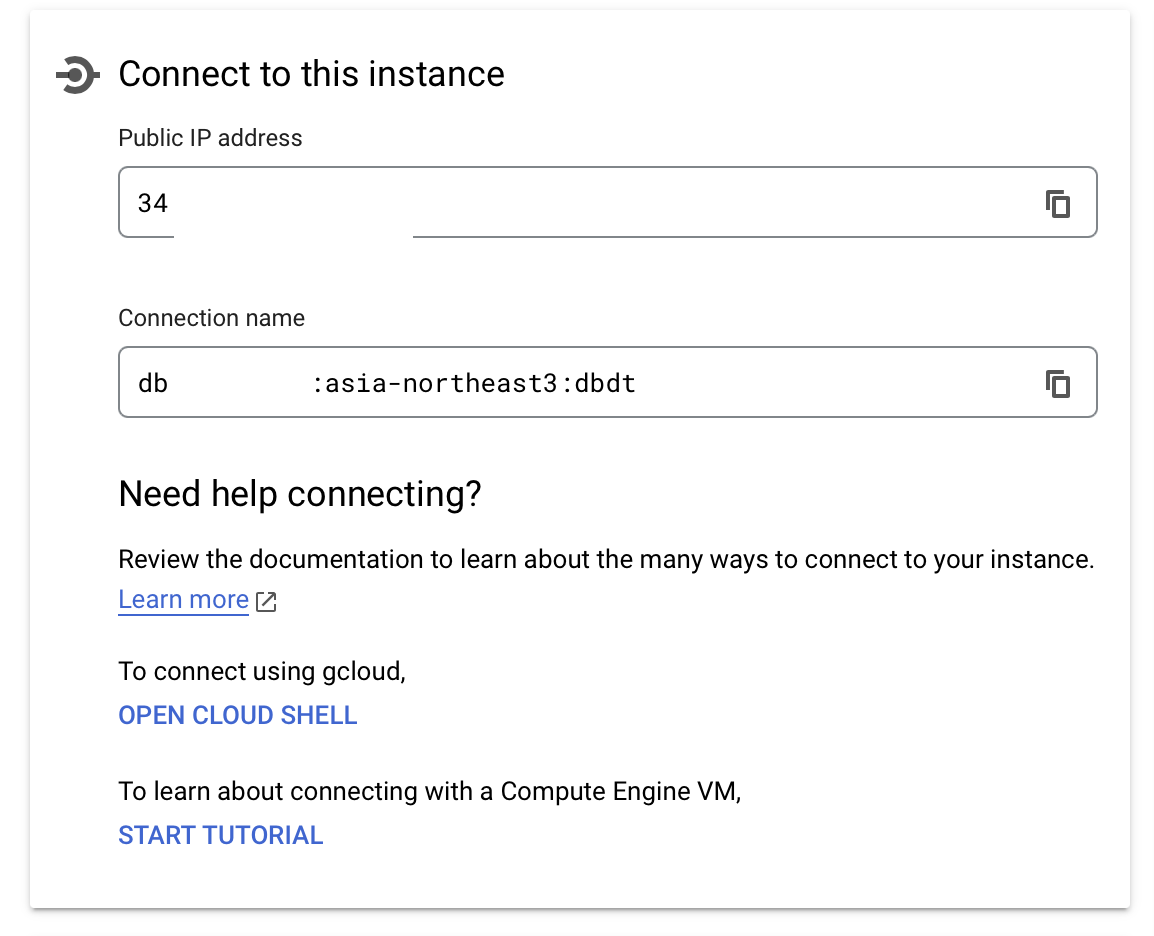 Connect to this instance
Public IP address
34
Connection name
db :asia-northeast3:dbdt
Need help connecting?
Review the documentation to learn about the many ways to connect to your instance.
Learn more
To connect using gcloud,
OPEN CLOUD SHELL
To learn about connecting with a Compute Engine VM,
START TUTORIAL